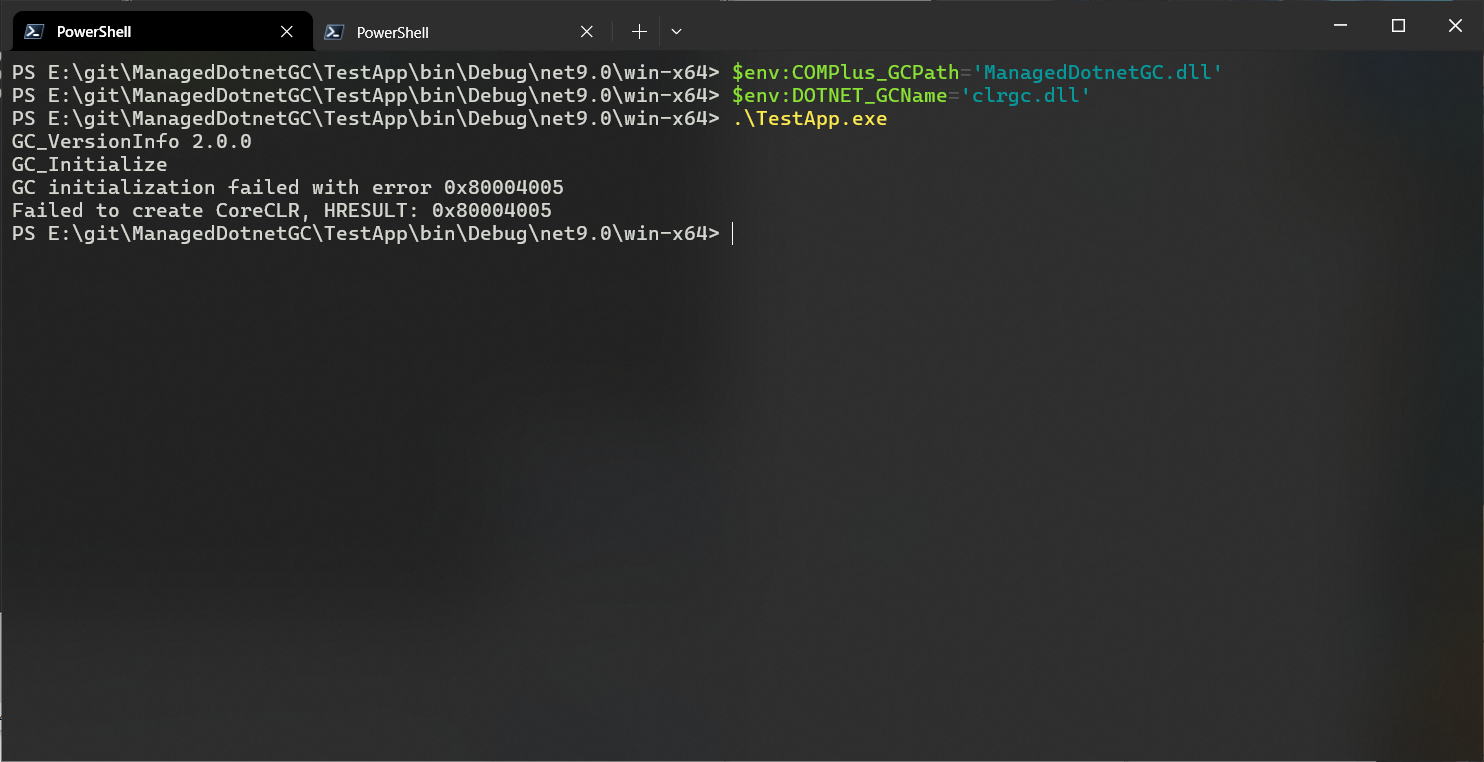 PowerShell
PowerShell
PS E:\git\ManagedDotnetGC\TestApp\bin\Debug\net9.0\win-x64> $env:COMPlus_GCPath='ManagedDotnetGC.dll'
PS E:\git\ManagedDotnetGC\TestApp\bin\Debug\net9.0\win-x64> $env:DOTNET_GCName='clrgc.dll'
PS E:\git\ManagedDotnetGC\TestApp\bin\Debug\net9.0\win-x64> .\TestApp.exe
GC_VersionInfo 2.0.0
GC_Initialize
GC initialization failed with error 0x80004005
Failed to create CoreCLR, HRESULT: 0x80004005
PS E:\git\ManagedDotnetGC\TestApp\bin\Debug\net9.0\win-x64>